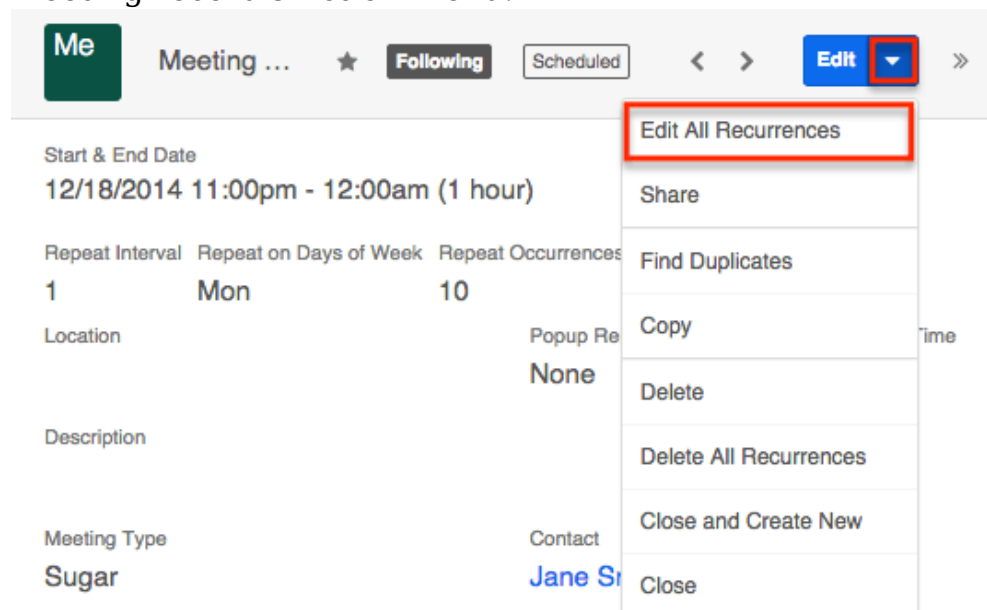 Me
Meeting ... Following Scheduled Edit
Edit All Recurrences
Start & End Date
12/18/2014 11:00pm - 12:00am (1 hour)
Share
Repeat Interval Repeat on Days of Week Repeat Occurrences
Find Duplicates
1 Mon 10
Copy
Location Popup Time
None
Delete
Description
Delete All Recurrences
Close and Create New
Meeting Type Contact
Sugar Jane
Close